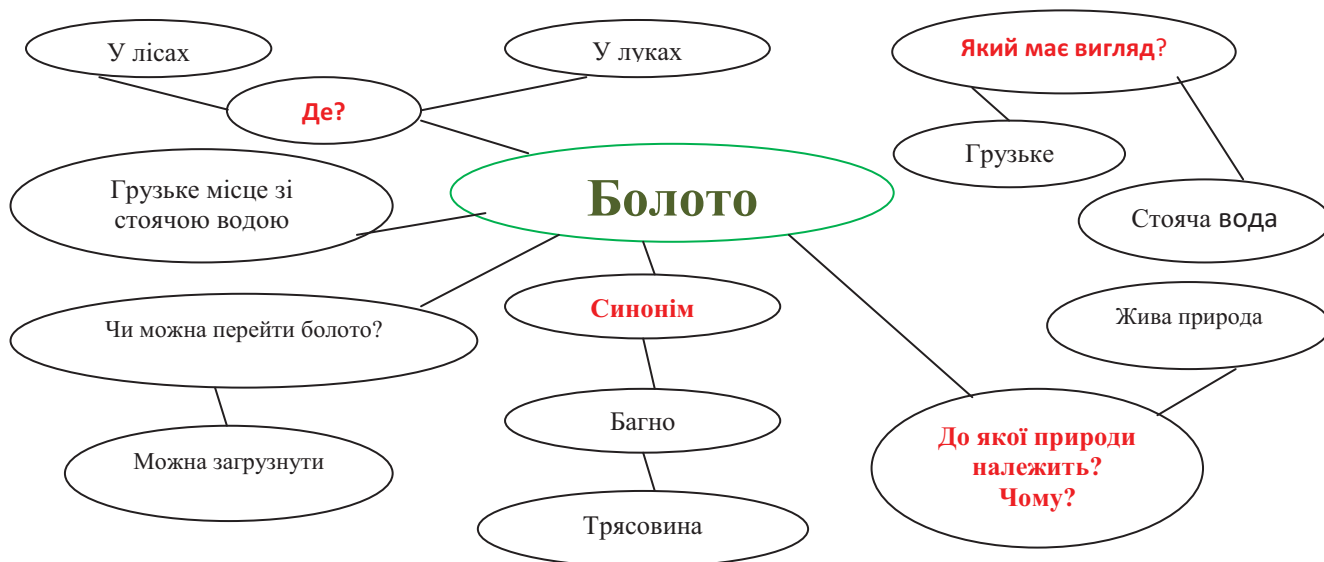 У лісах
У луках
Який має вигляд?
Де?
Грузьке
Грузьке місце зі
стоячою водою
Болото
Стояча вода
Синонім
Жива природа
Чи можна перейти болото?
Багно
До якої природи
належить?
Чому?
Можна загрузнути
Трясовина